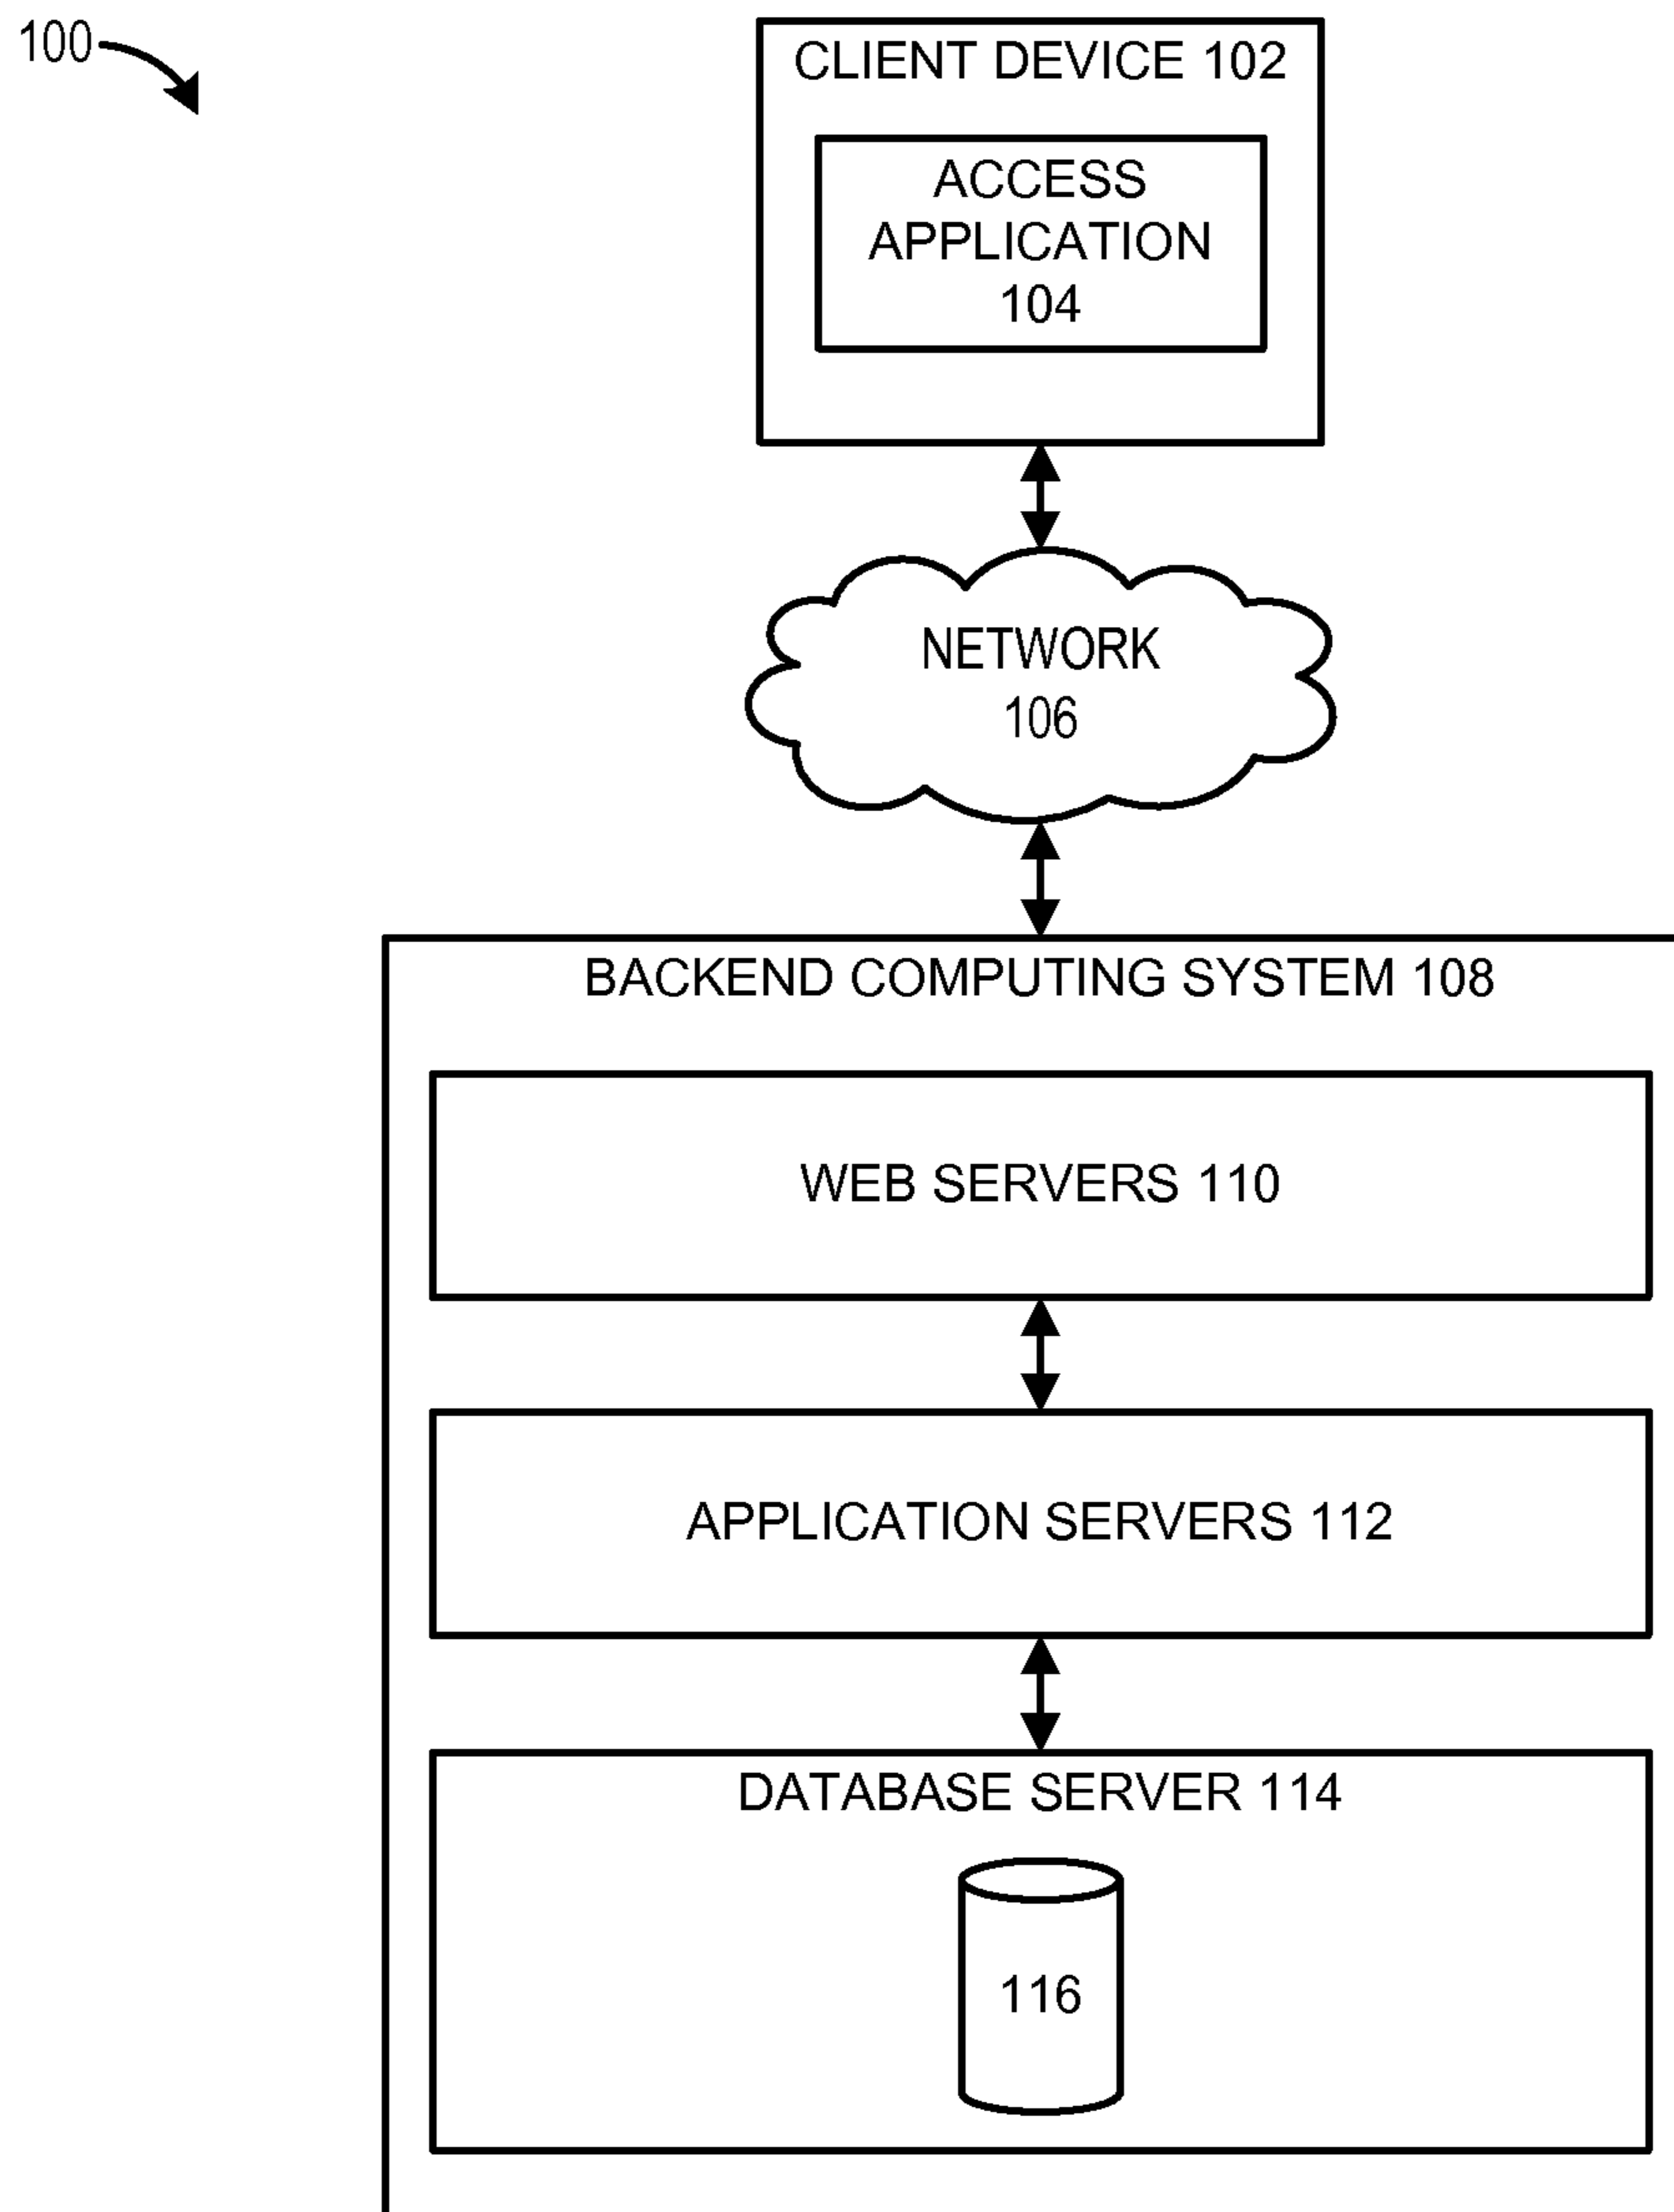 100
CLIENT DEVICE 102
ACCESS
APPLICATION
104
NETWORK
106
BACKEND COMPUTING SYSTEM 108
WEB SERVERS 110
APPLICATION SERVERS 112
DATABASE SERVER 114
116